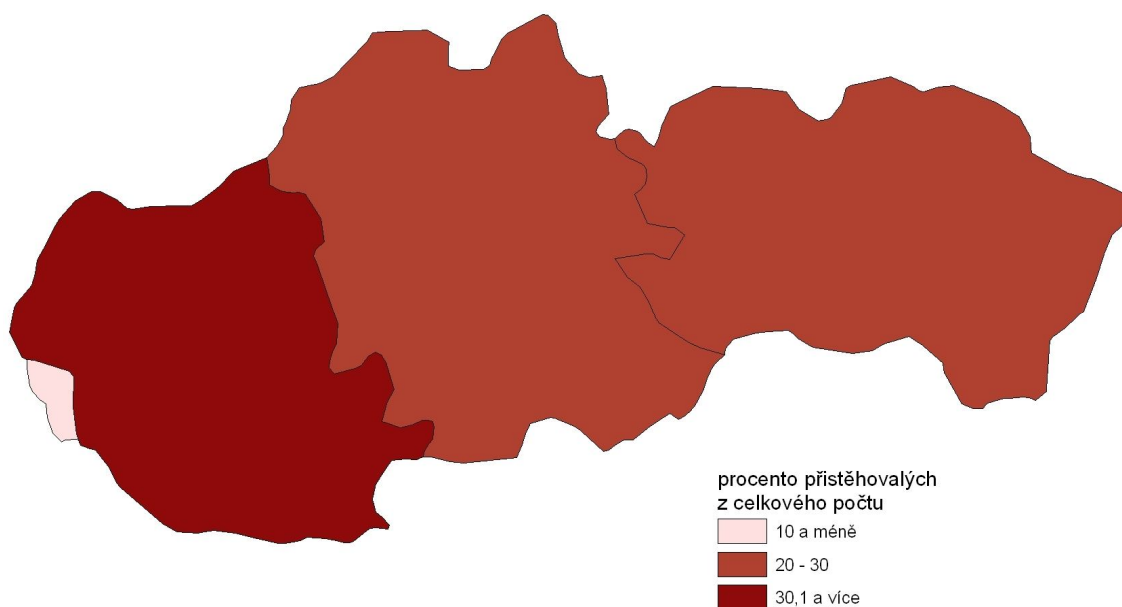 procento přistěhovalých
z celkového počtu
10 a méně
20 - 30
30,1 a více